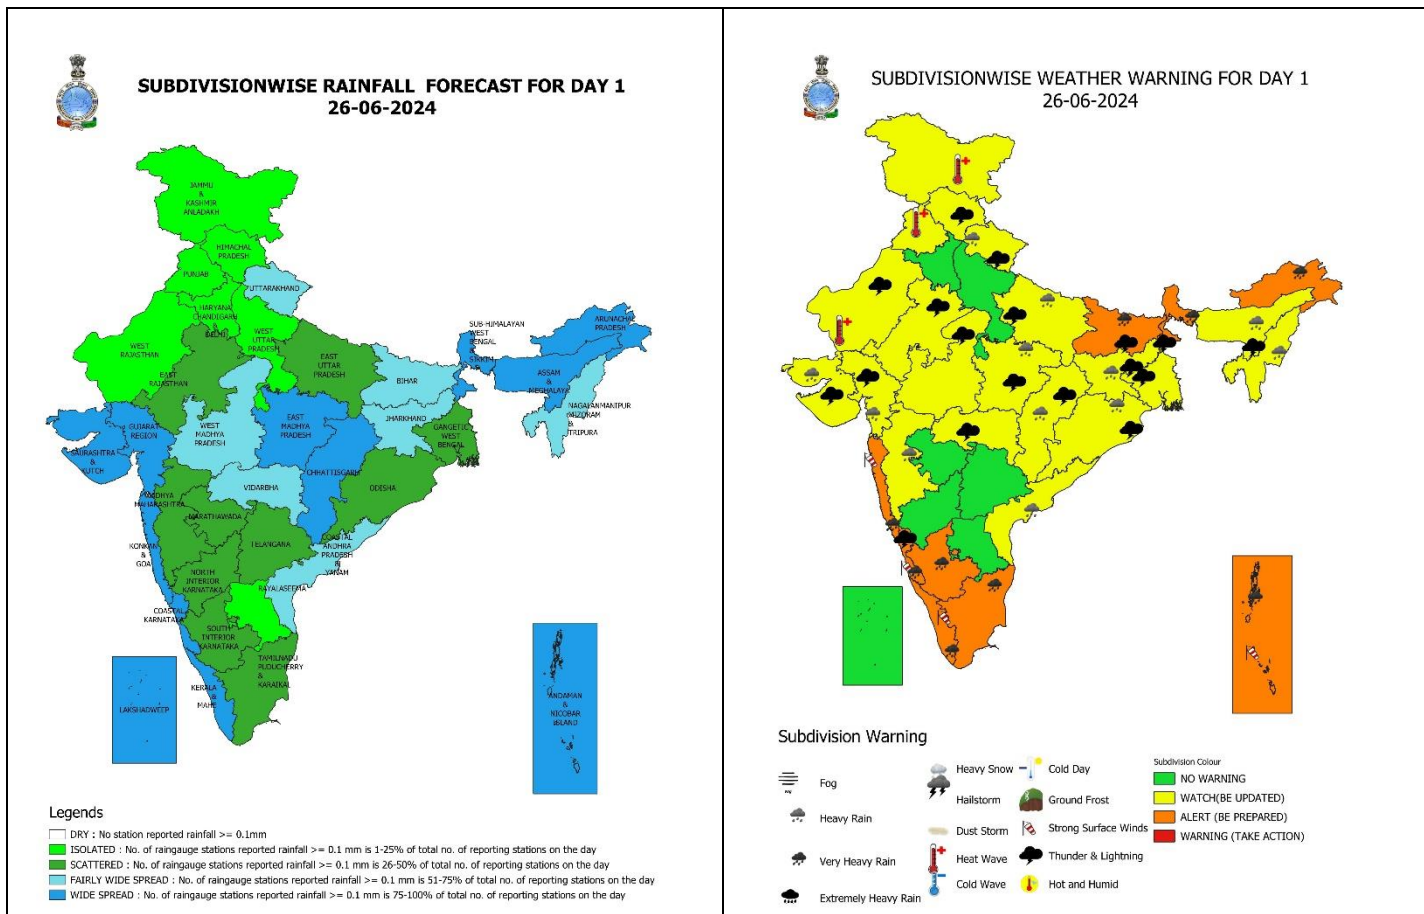 SUBDIVISIONWISE RAINFALL FORECAST FOR DAY 1
26-06-2024
JAMMU
&
KASHMIR
ANLADAKH
HIMACHAL
PRADESH
PUNJAB
UTTARAKHAND
HARYANA
CHANDIGARH
DELHI
WEST
UTTAR
PRADESH
WEST
RAJASTHAN
EAST
RAJASTHAN
EAST
UTTAR
PRADESH
SUB-HIMALAYAN
WEST
BENGAL
&
SIKKIM
ARUNACHAL
PRADESH
ASSAM
&
MEGHALAYA
NAGALANMANIPUR
MIZORAM
&
TRIPURA
BIHAR
JHARKHAND
GANGETIC
WEST
BENGAL
GUJARAT
REGION
SAURASHTRA
&
KUTCH
WEST
MADHYA
PRADESH
EAST
MADHYA
PRADESH
CHHATTISGARH
ODISHA
VIDARBHA
MADHYA
MAHARASHTRA
MARATHAWADA
TELANGANA
COASTAL
ANDHRA
PRADESH
&
YANAM
KONKAN
&
GOA
NORTH
INTERIOR
KARNATAKA
RAYALASEEMA
COASTAL
KARNATAKA
SOUTH
INTERIOR
KARNATAKA
TAMILNADU
PUDUCHERRY
&
KARAIKAL
KERALA
&
MAHE
LAKSHADWEEP
ANDAMAN
&
NICOBAR
ISLAND
Legends
DRY : No station reported rainfall >= 0.1mm
ISOLATED : No. of raingauge stations reported rainfall >= 0.1 mm is 1-25% of total no. of reporting stations on the day
SCATTERED : No. of raingauge stations reported rainfall >= 0.1 mm is 26-50% of total no. of reporting stations on the day
FAIRLY WIDE SPREAD : No. of raingauge stations reported rainfall >= 0.1 mm is 51-75% of total no. of reporting stations on the day
WIDE SPREAD : No. of raingauge stations reported rainfall >= 0.1 mm is 75-100% of total no. of reporting stations on the day
SUBDIVISIONWISE WEATHER WARNING FOR DAY 1
26-06-2024
Subdivision Warning
Fog
Heavy Rain
Very Heavy Rain
Extremely Heavy Rain
Heavy Snow
Hailstorm
Dust Storm
Heat Wave
Cold Wave
Cold Day
Ground Frost
Strong Surface Winds
Thunder & Lightning
Hot and Humid
Subdivision Colour
NO WARNING
WATCH(BE UPDATED)
ALERT (BE PREPARED)
WARNING (TAKE ACTION)